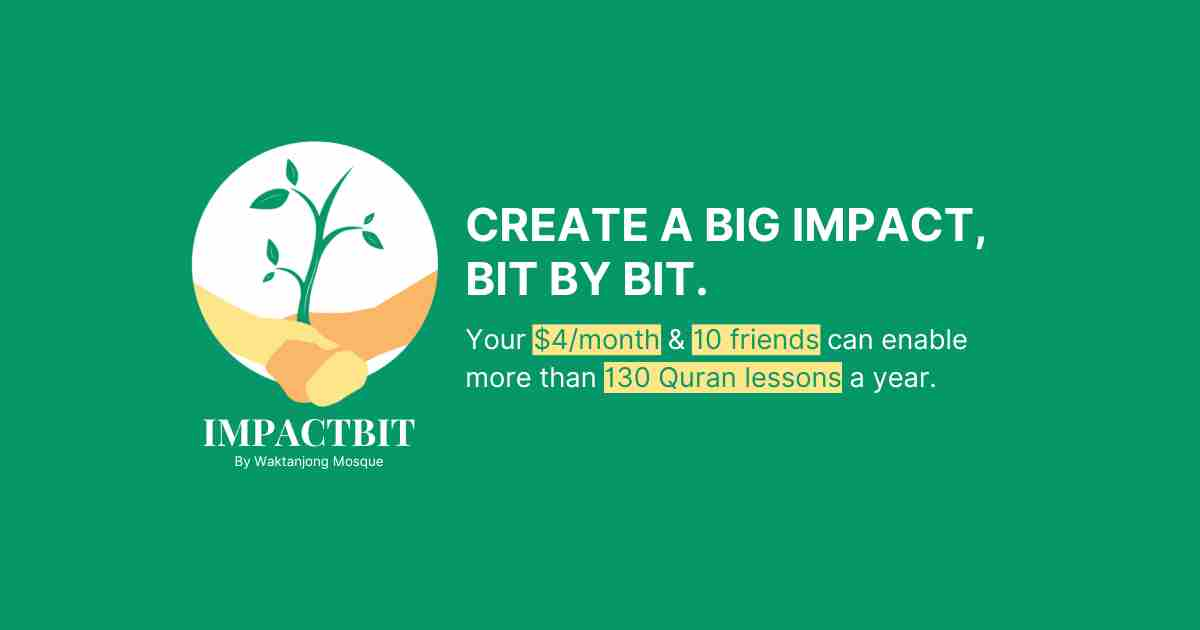 IMPACTBIT
By Waktanjong Mosque
CREATE A BIG IMPACT,
BIT BY BIT.
Your $4/month & 10 friends can enable
more than 130 Quran lessons a year.